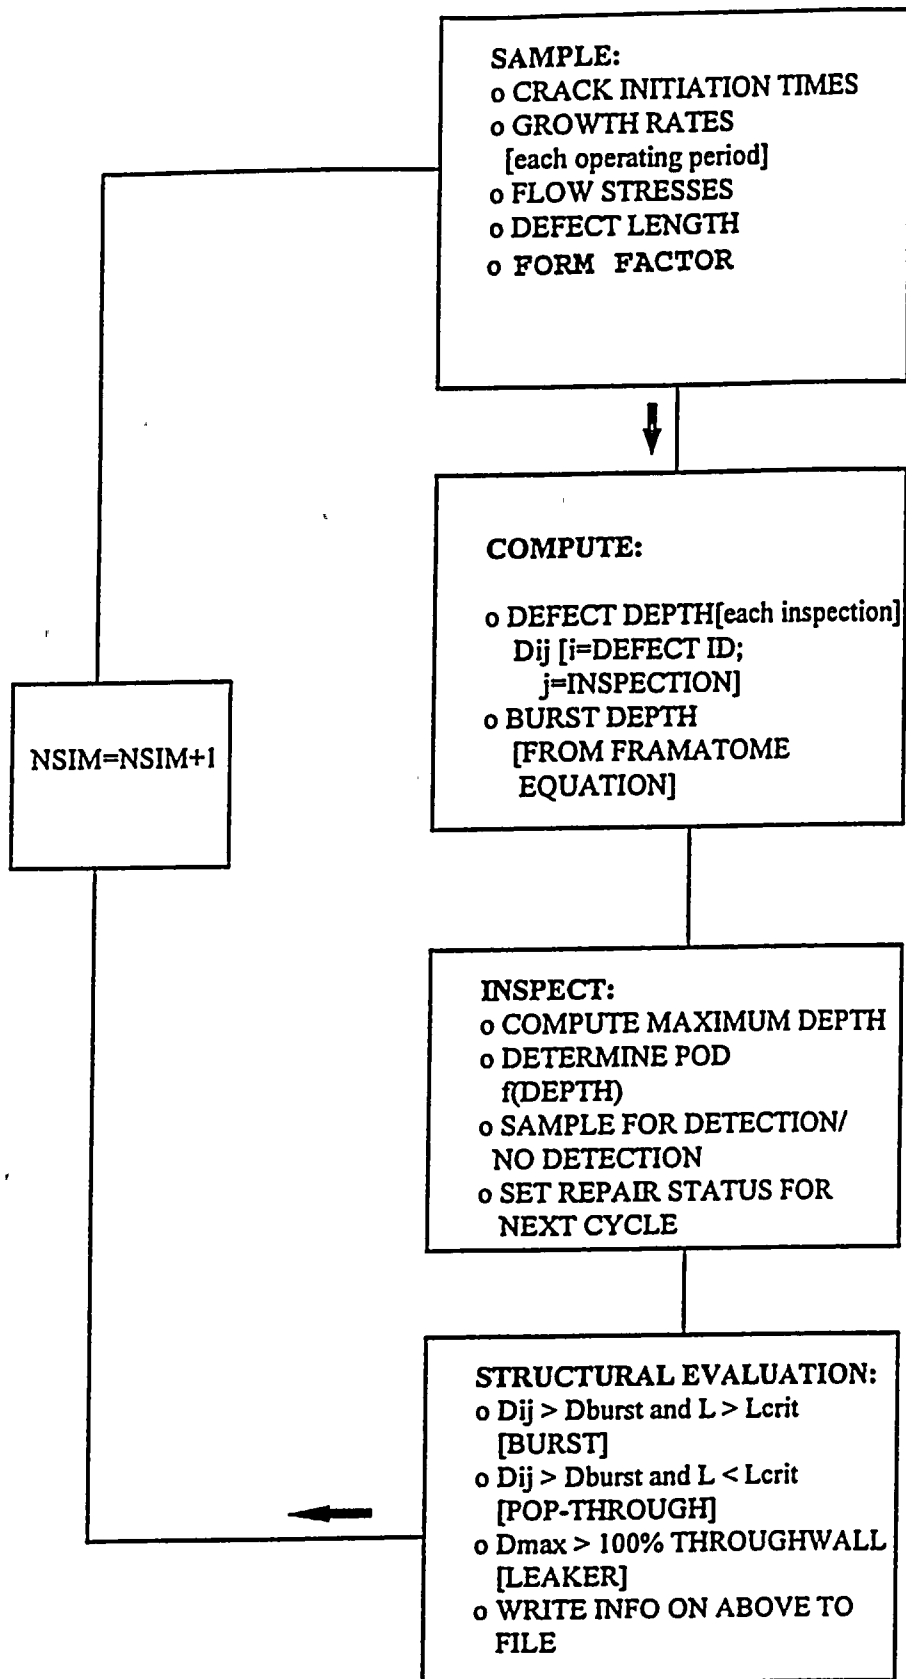 SAMPLE:
o CRACK INITIATION TIMES
o GROWTH RATES
[each operating period]
o FLOW STRESSES
o DEFECT LENGTH
o FORM FACTOR
COMPUTE:
o DEFECT DEPTH[each inspection]
Dij [i=DEFECT ID;
j=INSPECTION]
o BURST DEPTH
[FROM FRAMATOME
EQUATION]
NSIM=NSIM+1
INSPECT:
o COMPUTE MAXIMUM DEPTH
o DETERMINE POD
f(DEPTH)
o SAMPLE FOR DETECTION/
NO DETECTION
o SET REPAIR STATUS FOR
NEXT CYCLE
STRUCTURAL EVALUATION:
o Dij > Dburst and L > Lcrit
[BURST]
o Dij > Dburst and L < Lcrit
[POP-THROUGH]
o Dmax > 100% THROUGHWALL
[LEAKER]
o WRITE INFO ON ABOVE TO
FILE